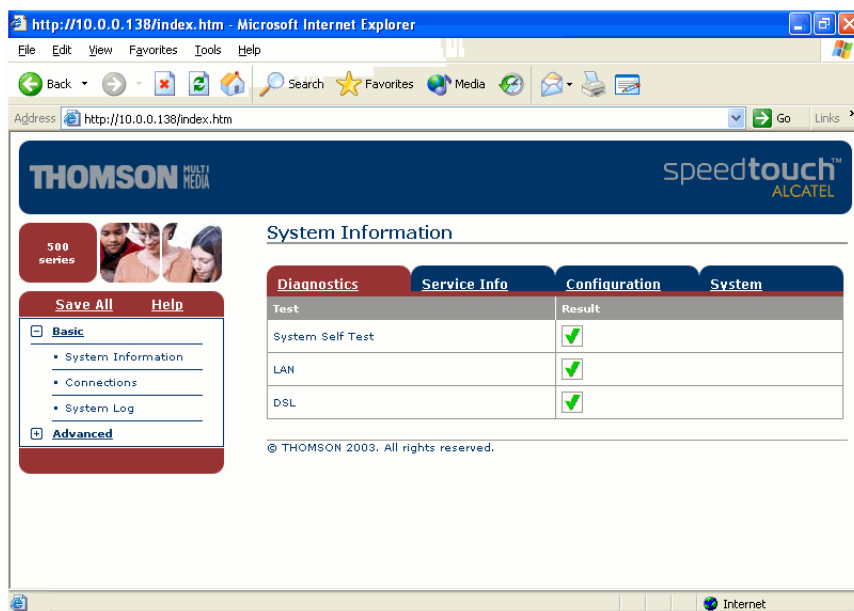 http://10.0.0.138/index.htm - Microsoft Internet Explorer
File Edit View Favorites Tools Help
Back Search Favorites Media
Address http://10.0.0.138/index.htm Go Links »
THOMSON MULTI MEDIA
speedtouch™
ALCATEL
500 series
System Information
Diagnostics Service Info Configuration System
Save All Help
Test Result
Basic
System Self Test
• System Information
LAN
• Connections
DSL
• System Log
Advanced
© THOMSON 2003. All rights reserved.
Internet